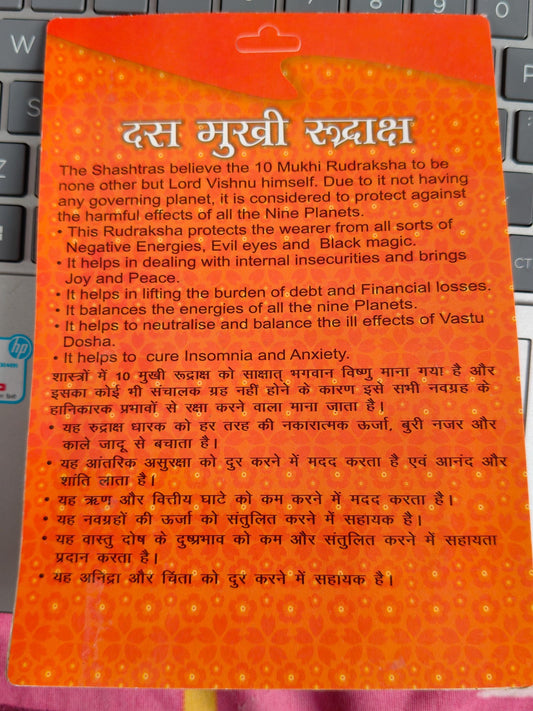 दस मुखी रूद्राक्ष
The Shashtras believe the 10 Mukhi Rudraksha to be
none other but Lord Vishnu himself. Due to it not having
any governing planet, it is considered to protect against
the harmful effects of all the Nine Planets.
• This Rudraksha protects the wearer from all sorts of
Negative Energies, Evil eyes and Black magic.
• It helps in dealing with internal insecurities and brings
Joy and Peace.
• It helps in lifting the burden of debt and Financial losses.
• It balances the energies of all the nine Planets.
• It helps to neutralise and balance the ill effects of Vastu
Dosha.
• It helps to cure Insomnia and Anxiety.
शास्त्रों में 10 मुखी रूद्राक्ष को साक्षात् भगवान विष्णु माना गया है और
इसका कोई भी संचालक ग्रह नहीं होने के कारण इसे सभी नवग्रह के
हानिकारक प्रभावों से रक्षा करने वाला माना जाता है।
• यह रुद्राक्ष धारक को हर तरह की नकारात्मक ऊर्जा, बुरी नजर और
काले जादू से बचाता है।
• यह आंतरिक असुरक्षा को दुर करने में मदद करता है एवं आनंद और
शांति लाता है।
• यह ऋण और वित्तीय घाटे को कम करने में मदद करता है।
• यह नवग्रहों की ऊर्जा को संतुलित करने में सहायक है।
• यह वास्तु दोष के दुष्प्रभाव को कम और संतुलित करने में सहायता
प्रदान करता है।
• यह अनिद्रा और चिंता को दुर करने में सहायक है।
W
A
Z
8
9
0
hp